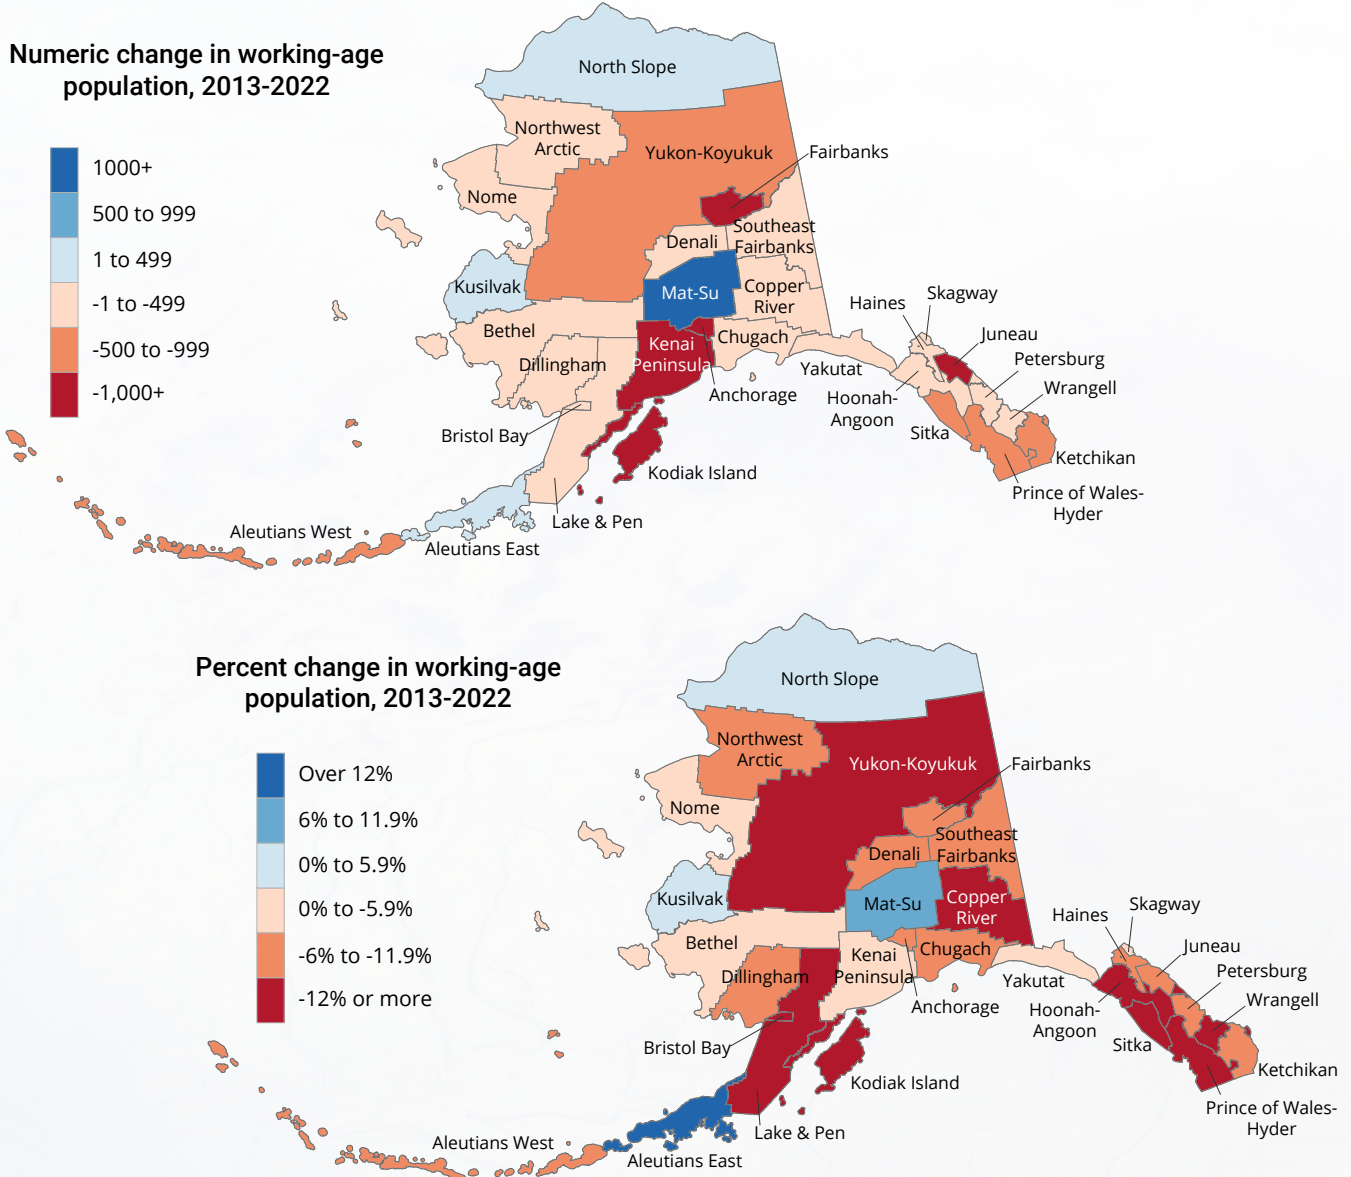 Numeric change in working-age
population, 2013-2022
1000+
500 to 999
1 to 499
-1 to -499
-500 to -999
-1,000+
North Slope
Northwest
Arctic
Yukon-Koyukuk
Fairbanks
Nome
Southeast
Fairbanks
Denali
Kusilvak
Mat-Su
Copper
River
Haines
Skagway
Bethel
Kenai
Peninsula
Chugach
Juneau
Dillingham
Yakutat
Petersburg
Anchorage
Hoonah-
Angoon
Wrangell
Bristol Bay
Sitka
Kodiak Island
Ketchikan
Prince of Wales-
Hyder
Lake & Pen
Aleutians West
Aleutians East
Percent change in working-age
population, 2013-2022
Over 12%
6% to 11.9%
0% to 5.9%
0% to -5.9%
-6% to -11.9%
-12% or more
North Slope
Northwest
Arctic
Yukon-Koyukuk
Fairbanks
Nome
Southeast
Fairbanks
Denali
Kusilvak
Mat-Su
Copper
River
Haines
Skagway
Bethel
Kenai
Peninsula
Chugach
Juneau
Dillingham
Yakutat
Petersburg
Anchorage
Hoonah-
Angoon
Wrangell
Bristol Bay
Sitka
Kodiak Island
Ketchikan
Prince of Wales-
Hyder
Lake & Pen
Aleutians West
Aleutians East